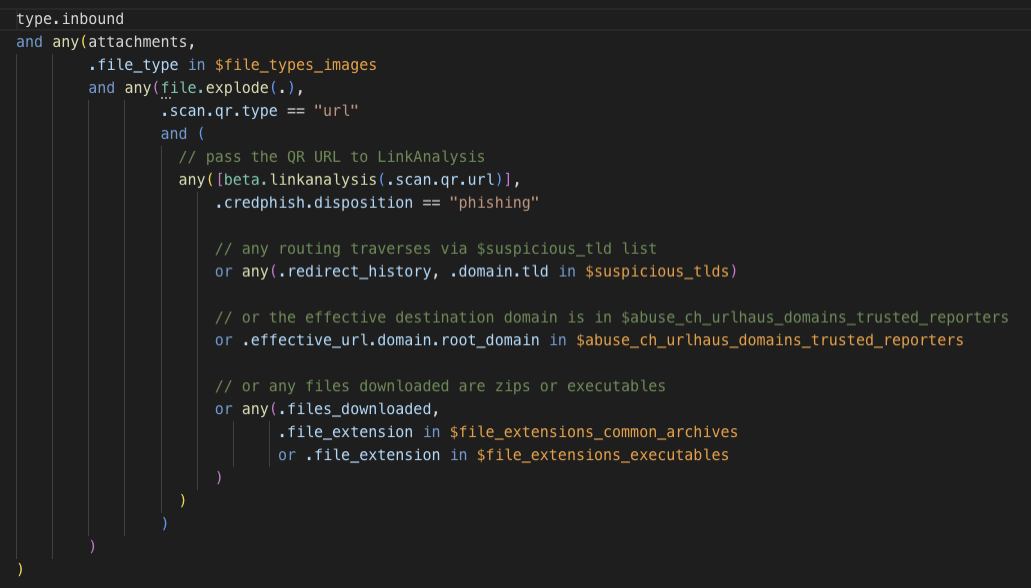 type.inbound
and any(attachments,
        .file_type in $file_types_images
        and any(file.explode(.),
                .scan.qr.type == "url"
                and (
                  // pass the QR URL to LinkAnalysis
                  any([beta.linkanalysis(.scan.qr.url)],
                      .credphish.disposition == "phishing"

                      // any routing traverses via $suspicious_tld list
                      or any(.redirect_history, .domain.tld in $suspicious_tlds)

                      // or the effective destination domain is in $abuse_ch_urlhaus_domains_trusted_reporters
                      or .effective_url.domain.root_domain in $abuse_ch_urlhaus_domains_trusted_reporters

                      // or any files downloaded are zips or executables
                      or any(.files_downloaded,
                             .file_extension in $file_extensions_common_archives
                             or .file_extension in $file_extensions_executables
                      )
                  )
                )
        )
)